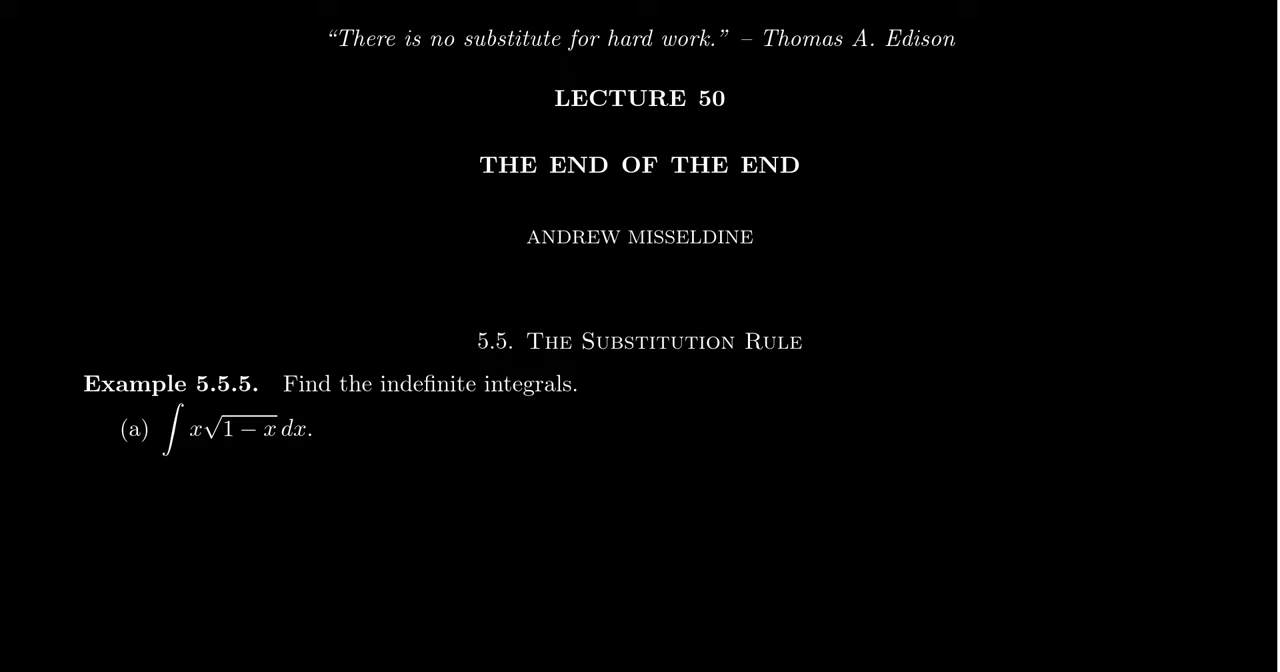 “There is no substitute for hard work.” – Thomas A. Edison
LECTURE 50
THE END OF THE END
ANDREW MISSELDINE
5.5. The Substitution Rule
Example 5.5.5. Find the indefinite integrals.
(a) ∫ x√(1 − x) dx.